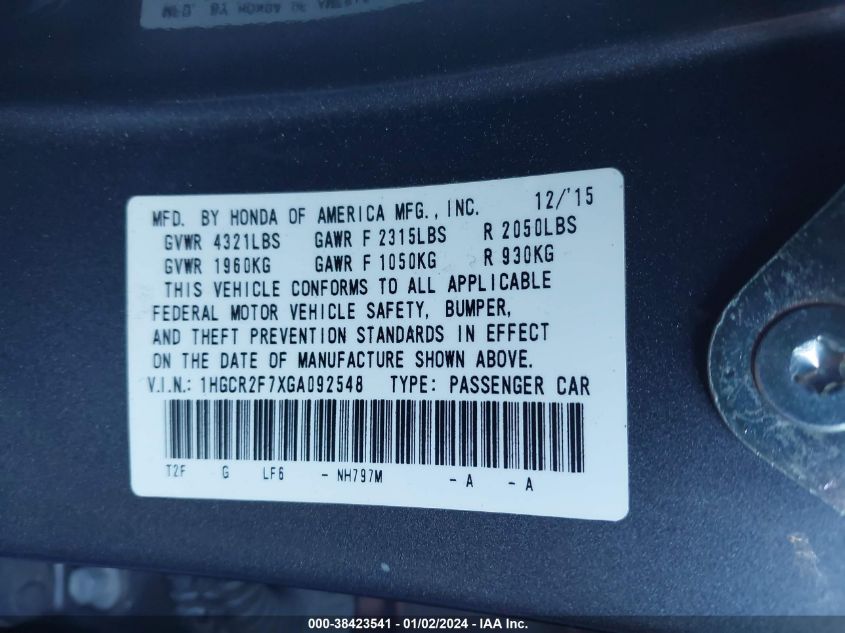 MFD. BY HONDA OF AMERICA MFG., INC. 12/'15
GVWR 4321LBS GAWR F 2315LBS R 2050LBS
GVWR 1960KG GAWR F 1050KG R 930KG
THIS VEHICLE CONFORMS TO ALL APPLICABLE
FEDERAL MOTOR VEHICLE SAFETY, BUMPER,
AND THEFT PREVENTION STANDARDS IN EFFECT
ON THE DATE OF MANUFACTURE SHOWN ABOVE.
V.I.N.: 1HGCR2F7XGA092548 TYPE: PASSENGER CAR
T2F G LF6 - NH797M - A - A
000-38423541 - 01/02/2024 - IAA Inc.